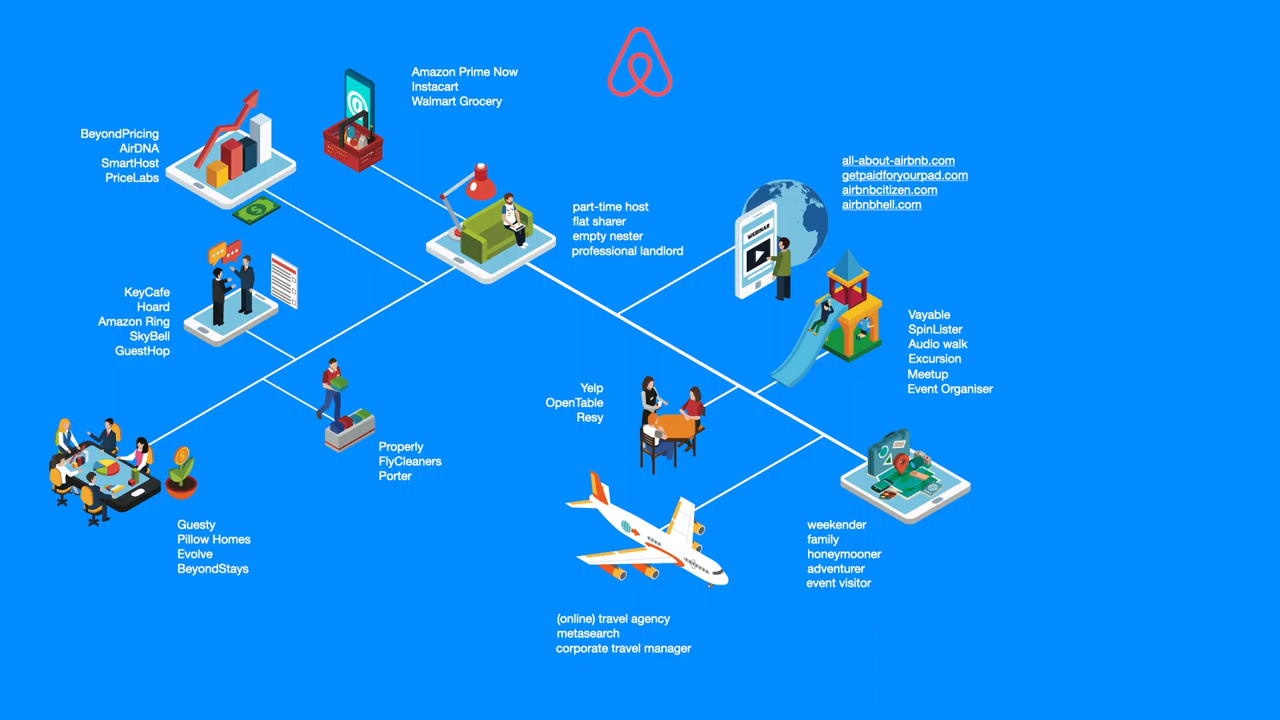 Amazon Prime Now
Instacart
Walmart Grocery
BeyondPricing
AirDNA
SmartHost
PriceLabs
all-about-airbnb.com
getpaidforyourpad.com
airbnbcitizen.com
airbnbhell.com
part-time host
flat sharer
empty nester
professional landlord
WEBINAR
KeyCafe
Hoard
Amazon Ring
SkyBell
GuestHop
Vayable
SpinLister
Audio walk
Excursion
Meetup
Event Organiser
Yelp
OpenTable
Resy
Properly
FlyCleaners
Porter
Guesty
Pillow Homes
Evolve
BeyondStays
weekender
family
honeymooner
adventurer
event visitor
(online) travel agency
metasearch
corporate travel manager